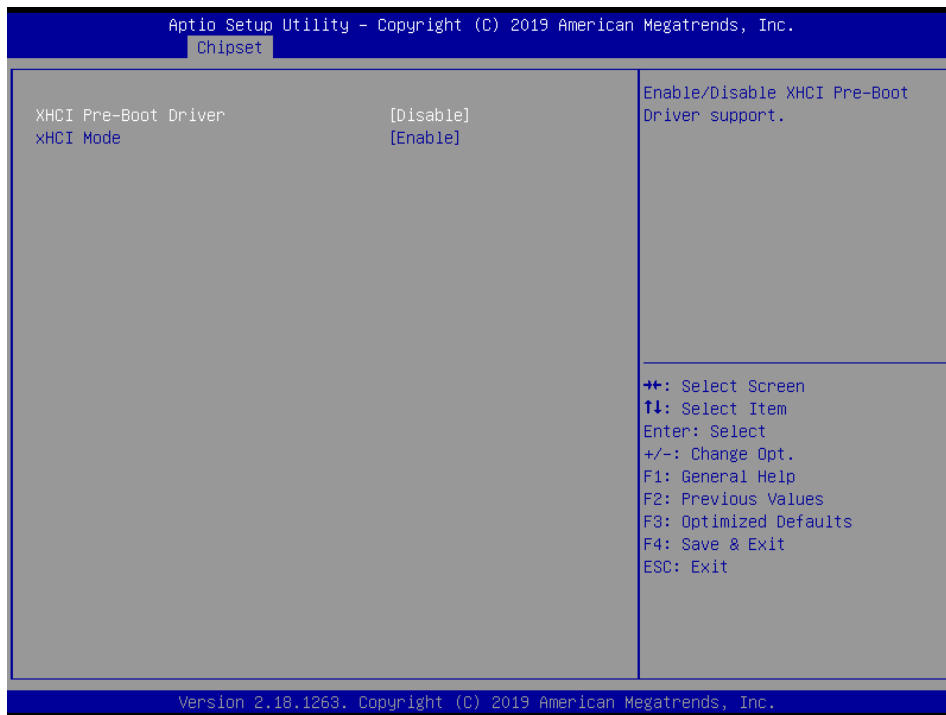 Aptio Setup Utility – Copyright (C) 2019 American Megatrends, Inc.
Chipset
XHCI Pre-Boot Driver [Disable]
xHCI Mode [Enable]
Enable/Disable XHCI Pre-Boot
Driver support.
→←: Select Screen
↑↓: Select Item
Enter: Select
+/-: Change Opt.
F1: General Help
F2: Previous Values
F3: Optimized Defaults
F4: Save & Exit
ESC: Exit
Version 2.18.1263. Copyright (C) 2019 American Megatrends, Inc.